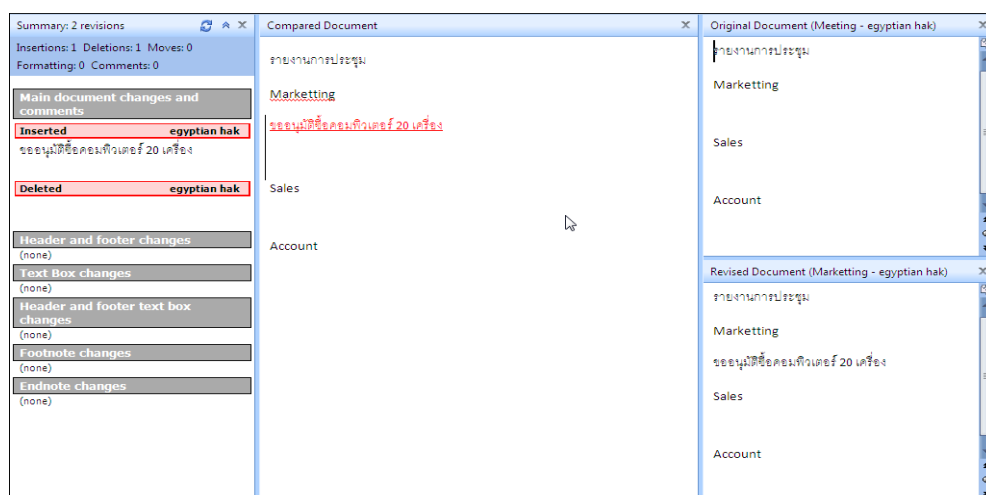 Summary: 2 revisions
Insertions: 1 Deletions: 1 Moves: 0
Formatting: 0 Comments: 0
Main document changes and
comments
Inserted egyptian hak
ขออนุมัติซื้อคอมพิวเตอร์ 20 เครื่อง
Deleted egyptian hak
Header and footer changes
(none)
Text Box changes
(none)
Header and footer text box
changes
(none)
Footnote changes
(none)
Endnote changes
(none)
Compared Document
รายงานการประชุม
Marketting
ขออนุมัติซื้อคอมพิวเตอร์ 20 เครื่อง
Sales
Account
Original Document (Meeting - egyptian hak)
รายงานการประชุม
Marketting
Sales
Account
Revised Document (Marketting - egyptian hak)
รายงานการประชุม
Marketting
ขออนุมัติซื้อคอมพิวเตอร์ 20 เครื่อง
Sales
Account